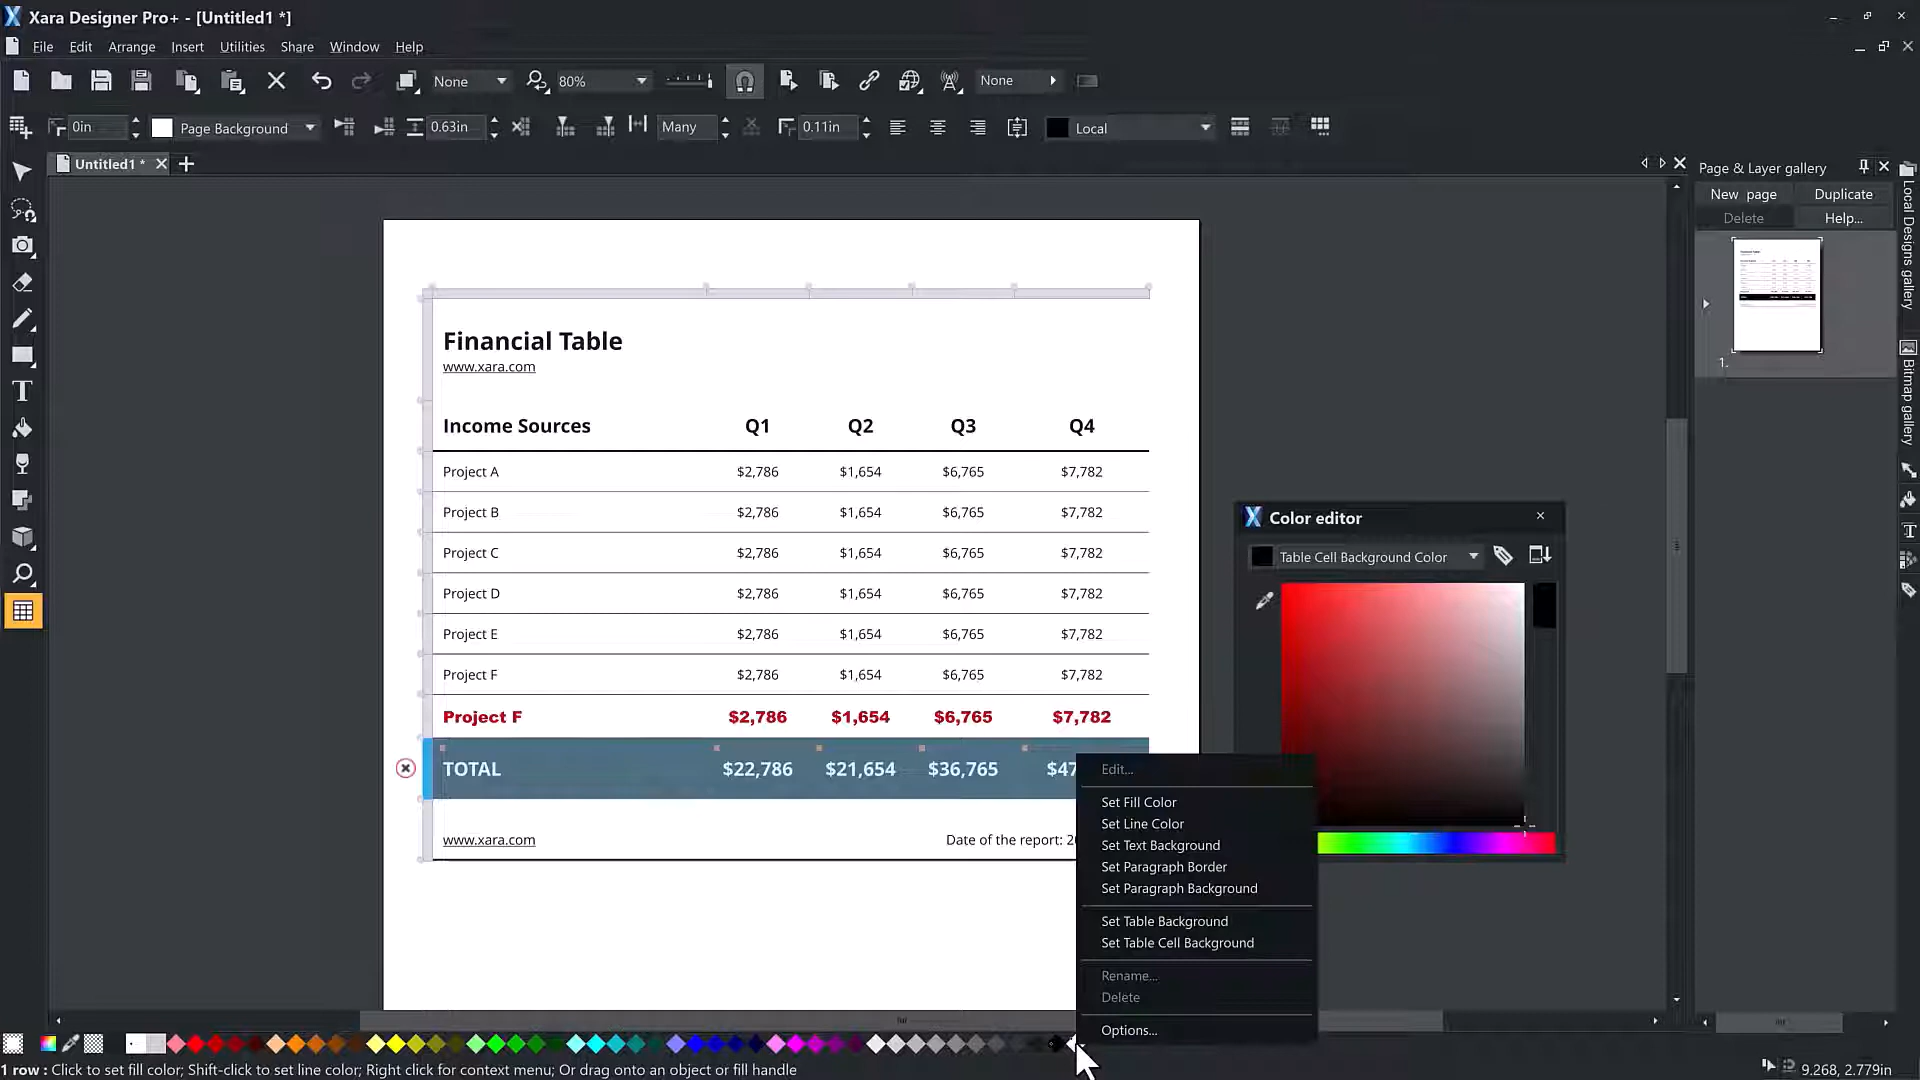 Xara Designer Pro+ - [Untitled1 *]
File Edit Arrange Insert Utilities Share Window Help
None 80% None
0in Page Background 0.63in Many 0.11in Local
Untitled1 *
Page & Layer gallery
New page Duplicate
Delete Help...
1.
Local Designs gallery
Bitmap gallery
Financial Table
www.xara.com
Income Sources Q1 Q2 Q3 Q4
Project A $2,786 $1,654 $6,765 $7,782
Project B $2,786 $1,654 $6,765 $7,782
Project C $2,786 $1,654 $6,765 $7,782
Project D $2,786 $1,654 $6,765 $7,782
Project E $2,786 $1,654 $6,765 $7,782
Project F $2,786 $1,654 $6,765 $7,782
Project F $2,786 $1,654 $6,765 $7,782
TOTAL $22,786 $21,654 $36,765 $47
www.xara.com Date of the report: 2
Color editor
Table Cell Background Color
Edit...
Set Fill Color
Set Line Color
Set Text Background
Set Paragraph Border
Set Paragraph Background
Set Table Background
Set Table Cell Background
Rename...
Delete
Options...
1 row : Click to set fill color; Shift-click to set line color; Right click for context menu; Or drag onto an object or fill handle
9.268, 2.779in